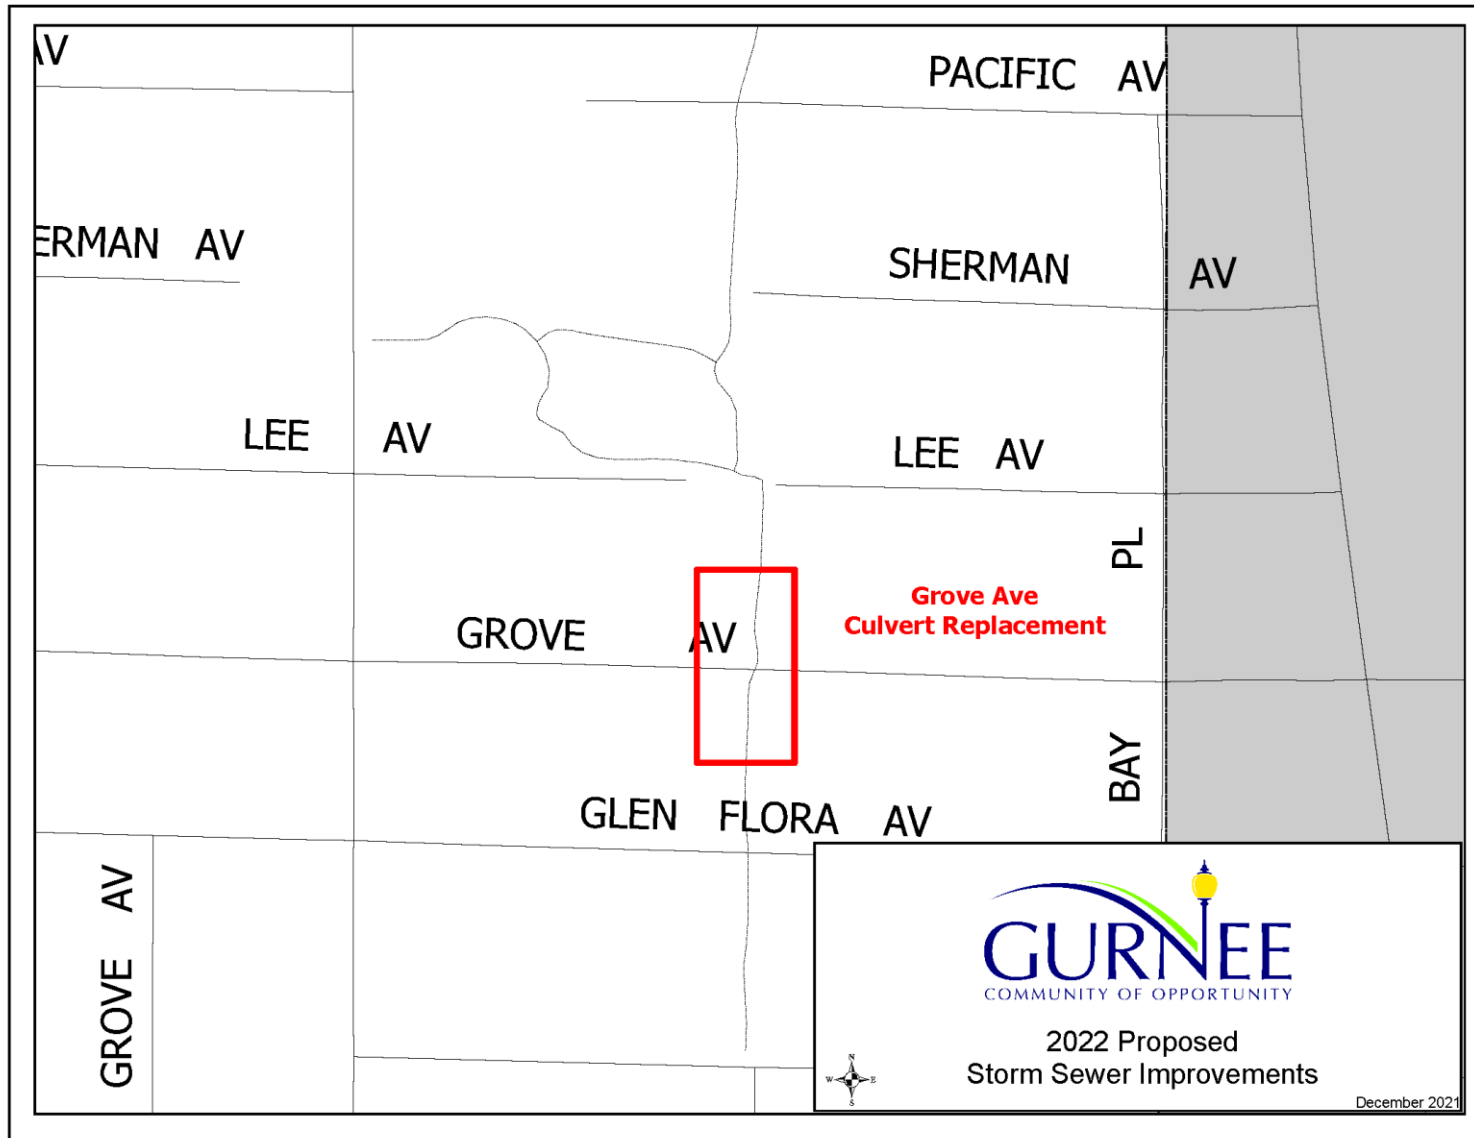 AV
PACIFIC AV
ERMAN AV
SHERMAN AV
LEE AV
LEE AV
PL
Grove Ave
Culvert Replacement
GROVE AV
BAY
GLEN FLORA AV
GROVE AV
GURNEE
COMMUNITY OF OPPORTUNITY
2022 Proposed
Storm Sewer Improvements
N
W E
S
December 2021